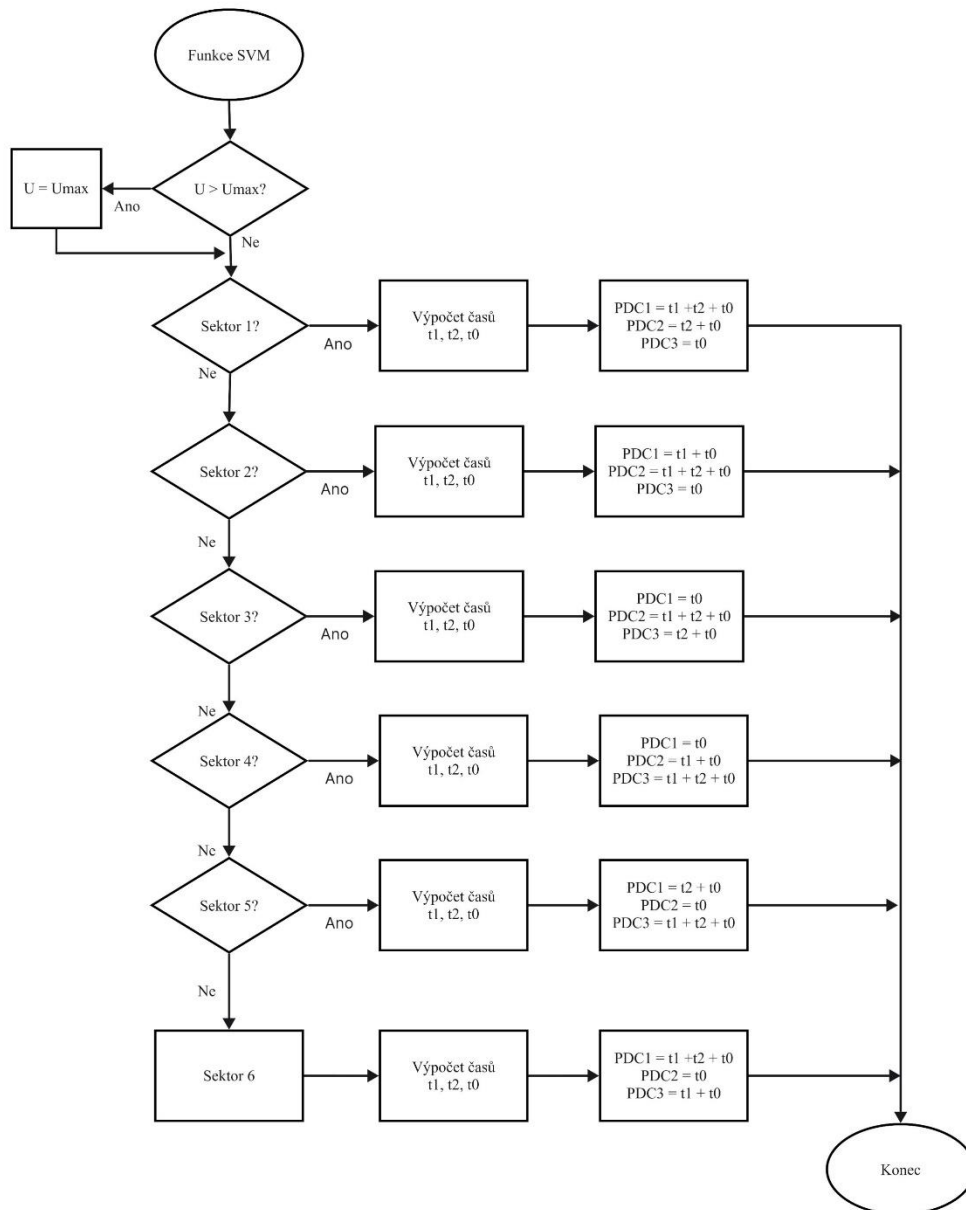 Funkce SVM
U > Umax?
U = Umax
Ano
Ne
Sektor 1?
Ano
Výpočet časů
t1, t2, t0
PDC1 = t1 +t2 + t0
PDC2 = t2 + t0
PDC3 = t0
Ne
Sektor 2?
Ano
Výpočet časů
t1, t2, t0
PDC1 = t1 + t0
PDC2 = t1 + t2 + t0
PDC3 = t0
Ne
Sektor 3?
Ano
Výpočet časů
t1, t2, t0
PDC1 = t0
PDC2 = t1 + t2 + t0
PDC3 = t2 + t0
Ne
Sektor 4?
Ano
Výpočet časů
t1, t2, t0
PDC1 = t0
PDC2 = t1 + t0
PDC3 = t1 + t2 + t0
Ne
Sektor 5?
Ano
Výpočet časů
t1, t2, t0
PDC1 = t2 + t0
PDC2 = t0
PDC3 = t1 + t2 + t0
Ne
Sektor 6
Výpočet časů
t1, t2, t0
PDC1 = t1 +t2 + t0
PDC2 = t0
PDC3 = t1 + t0
Konec